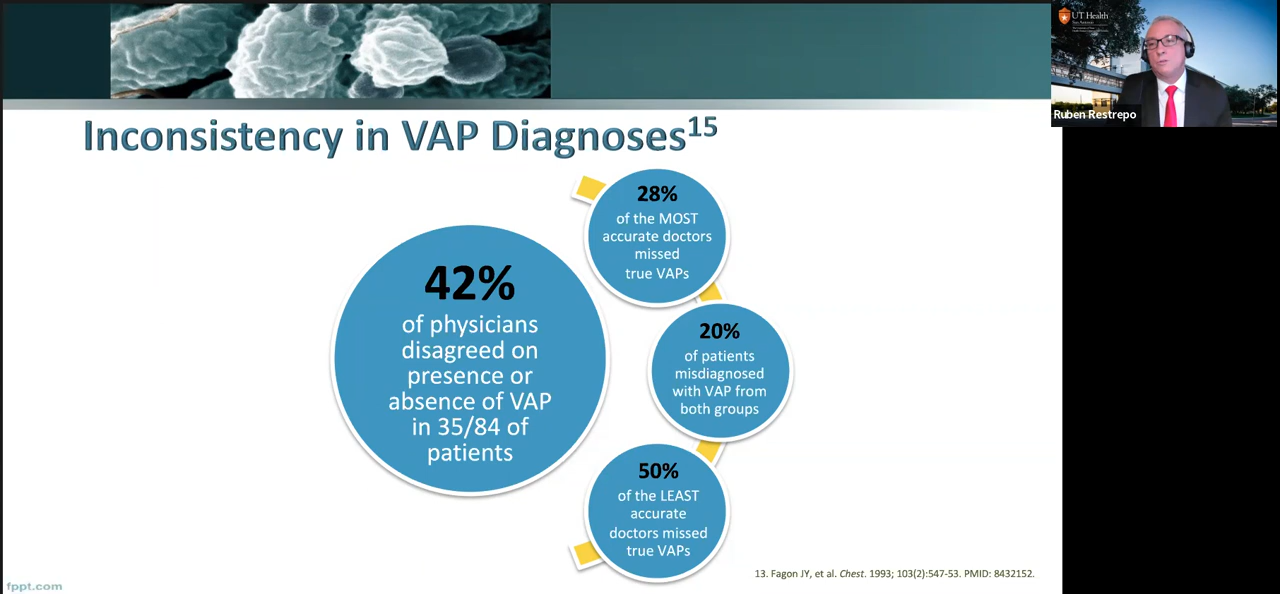 UT Health
San Antonio
Ruben Restrepo
Inconsistency in VAP Diagnoses15
42%
of physicians
disagreed on
presence or
absence of VAP
in 35/84 of
patients
28%
of the MOST
accurate doctors
missed
true VAPs
20%
of patients
misdiagnosed
with VAP from
both groups
50%
of the LEAST
accurate
doctors missed
true VAPs
13. Fagon JY, et al. Chest. 1993; 103(2):547-53. PMID: 8432152.
fppt.com